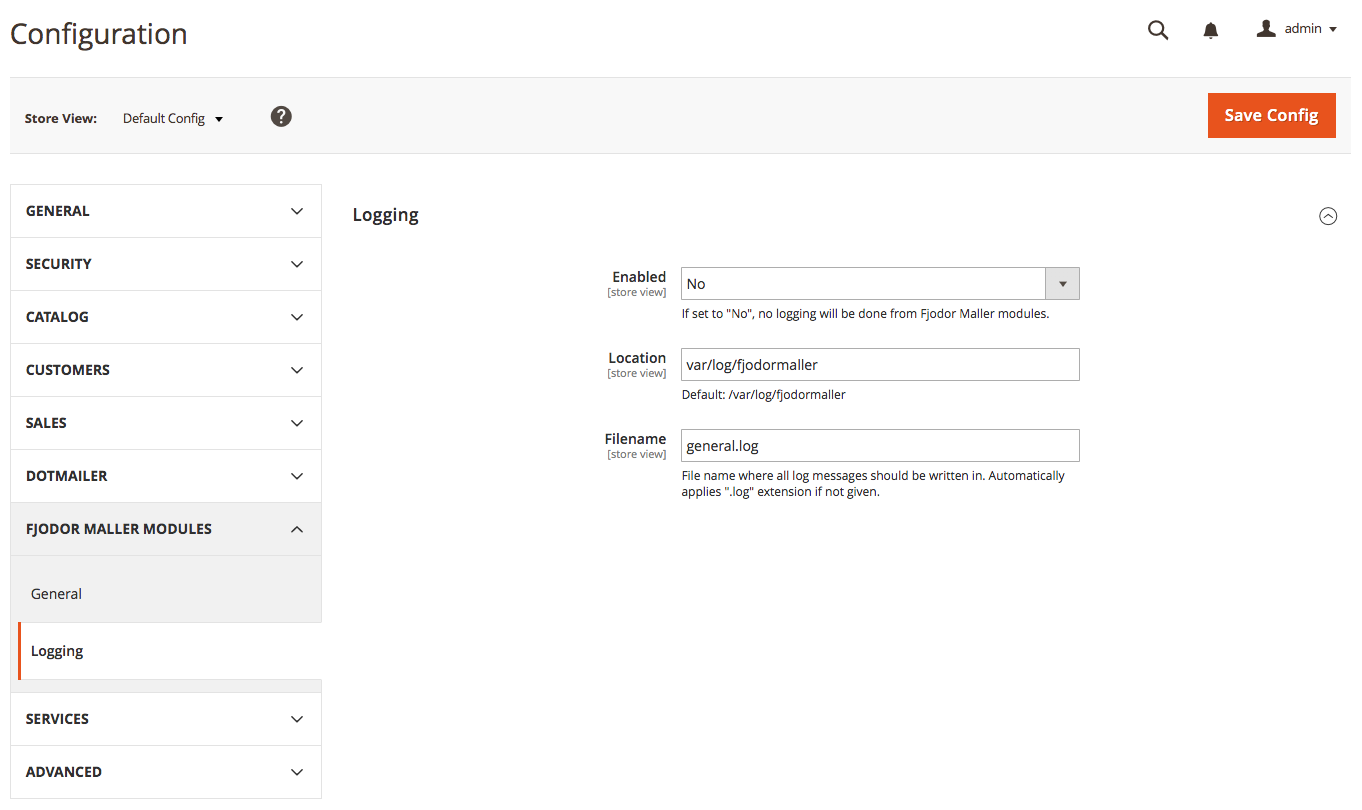 Configuration
admin
Store View:
Default Config
?
Save Config
GENERAL
SECURITY
CATALOG
CUSTOMERS
SALES
DOTMAILER
FJODOR MALLER MODULES
General
Logging
SERVICES
ADVANCED
Logging
Enabled
[store view]
No
If set to "No", no logging will be done from Fjodor Maller modules.
Location
[store view]
var/log/fjodormaller
Default: /var/log/fjodormaller
Filename
[store view]
general.log
File name where all log messages should be written in. Automatically
applies ".log" extension if not given.